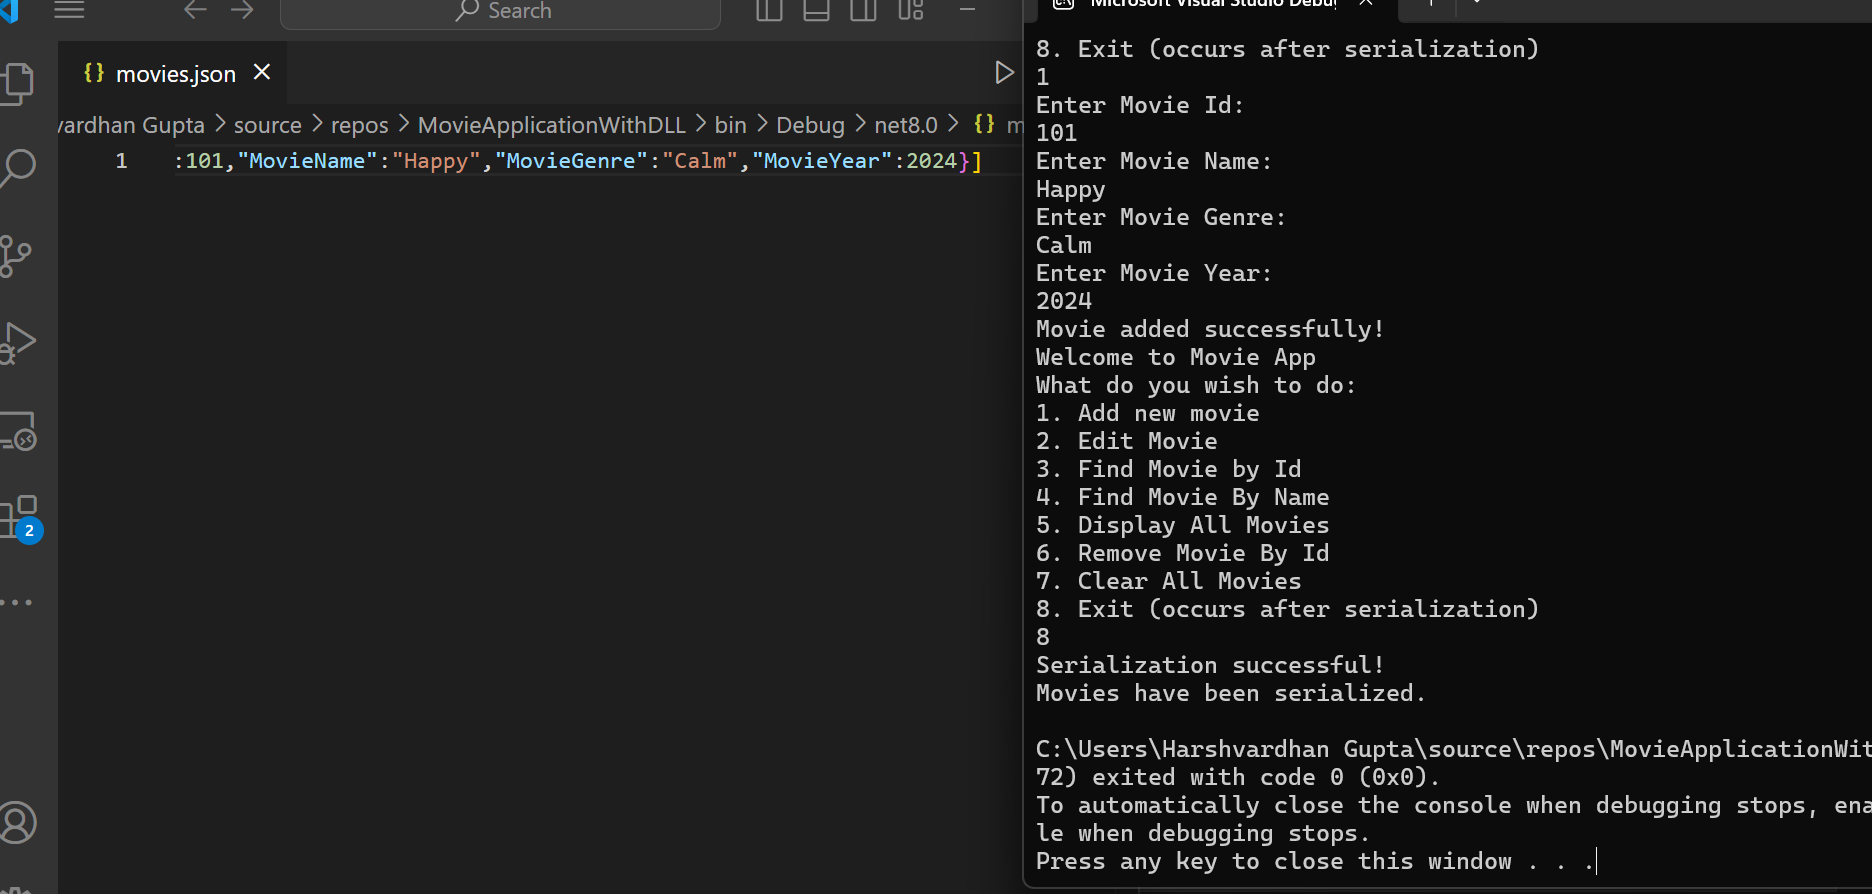 Search
movies.json
vardhan Gupta > source > repos > MovieApplicationWithDLL > bin > Debug > net8.0 > {} m
1 :101,"MovieName":"Happy","MovieGenre":"Calm","MovieYear":2024}]
2
Microsoft Visual Studio Debu
8. Exit (occurs after serialization)
1
Enter Movie Id:
101
Enter Movie Name:
Happy
Enter Movie Genre:
Calm
Enter Movie Year:
2024
Movie added successfully!
Welcome to Movie App
What do you wish to do:
1. Add new movie
2. Edit Movie
3. Find Movie by Id
4. Find Movie By Name
5. Display All Movies
6. Remove Movie By Id
7. Clear All Movies
8. Exit (occurs after serialization)
8
Serialization successful!
Movies have been serialized.
C:\Users\Harshvardhan Gupta\source\repos\MovieApplicationWit
72) exited with code 0 (0x0).
To automatically close the console when debugging stops, ena
le when debugging stops.
Press any key to close this window . . .